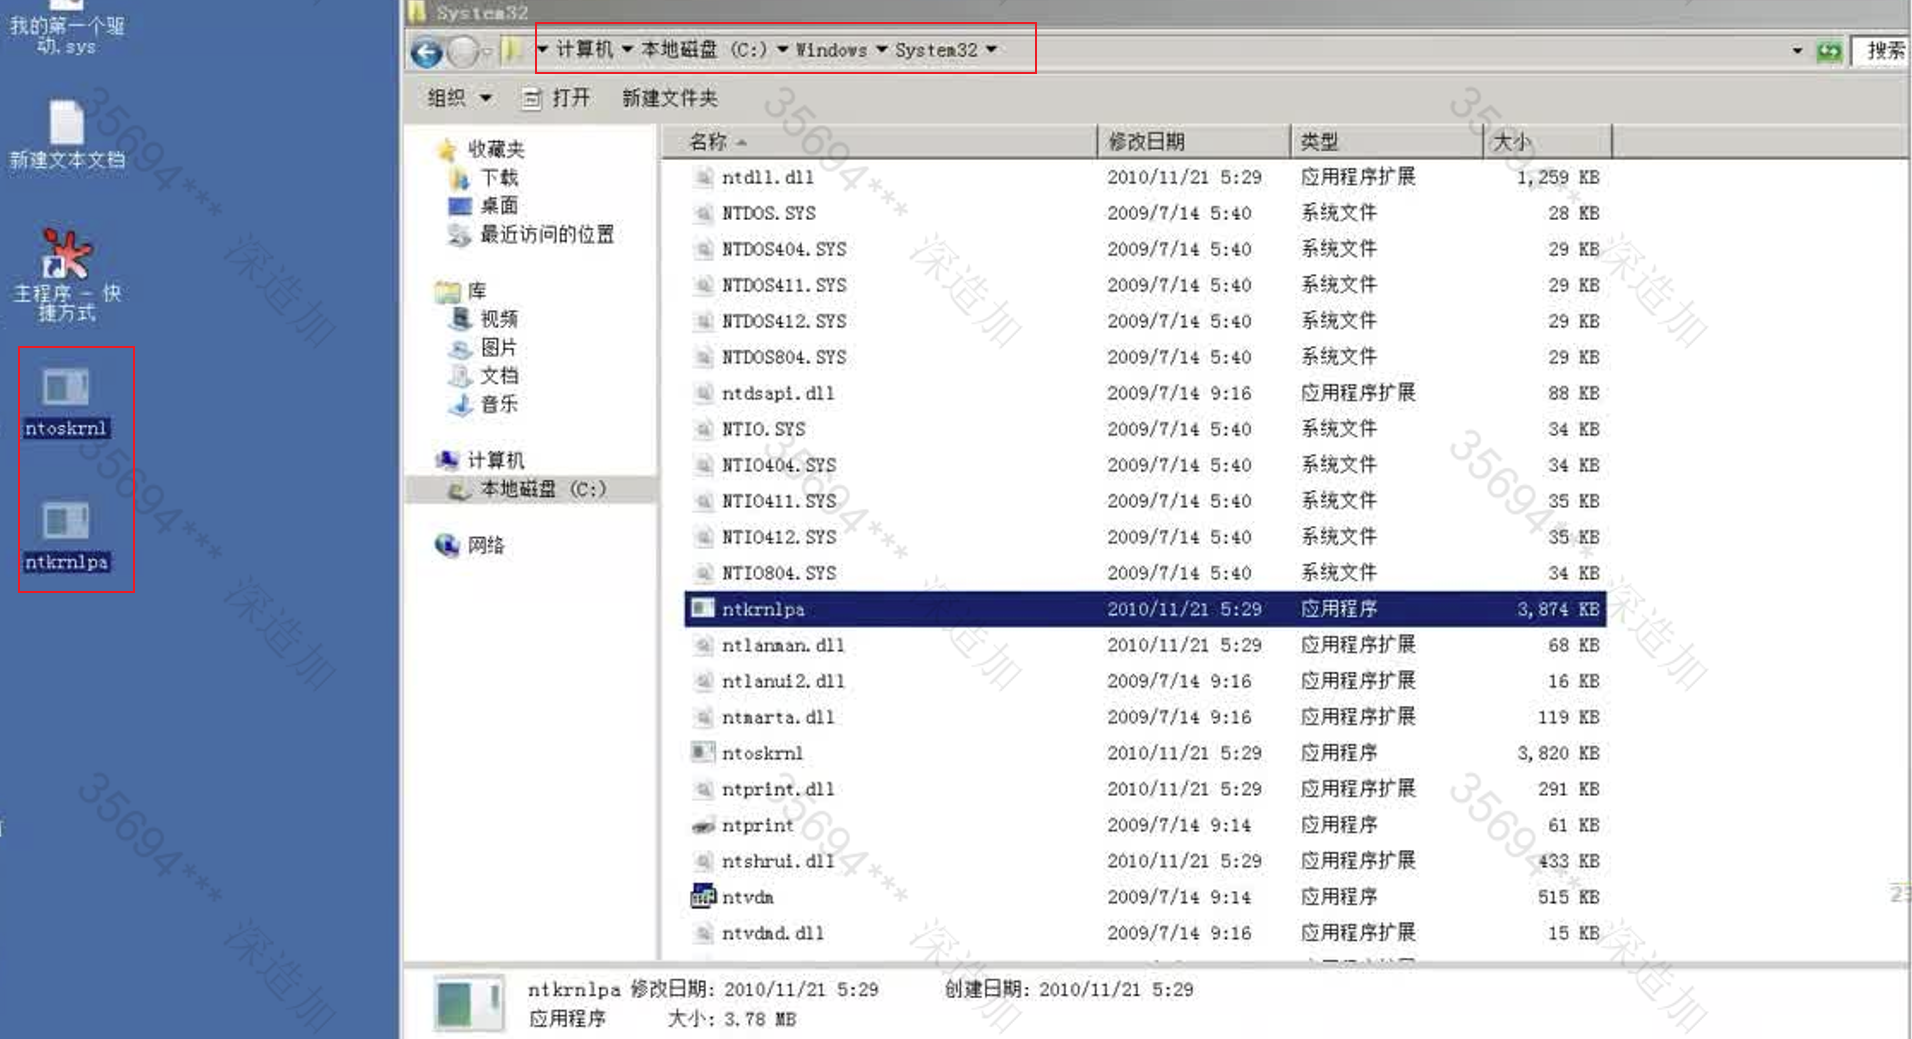 我的第一个驱
动.sys
新建文本文档
主程序 - 快
捷方式
ntoskrnl
ntkrnlpa
System32
计算机 本地磁盘 (C:) Windows System32
搜索
组织 打开 新建文件夹
收藏夹
下载
桌面
最近访问的位置
库
视频
图片
文档
音乐
计算机
本地磁盘 (C:)
网络
名称 修改日期 类型 大小
ntdll.dll 2010/11/21 5:29 应用程序扩展 1,259 KB
NTDOS.SYS 2009/7/14 5:40 系统文件 28 KB
NTDOS404.SYS 2009/7/14 5:40 系统文件 29 KB
NTDOS411.SYS 2009/7/14 5:40 系统文件 29 KB
NTDOS412.SYS 2009/7/14 5:40 系统文件 29 KB
NTDOS804.SYS 2009/7/14 5:40 系统文件 29 KB
ntdsapi.dll 2009/7/14 9:16 应用程序扩展 88 KB
NTIO.SYS 2009/7/14 5:40 系统文件 34 KB
NTIO404.SYS 2009/7/14 5:40 系统文件 34 KB
NTIO411.SYS 2009/7/14 5:40 系统文件 35 KB
NTIO412.SYS 2009/7/14 5:40 系统文件 35 KB
NTIO804.SYS 2009/7/14 5:40 系统文件 34 KB
ntkrnlpa 2010/11/21 5:29 应用程序 3,874 KB
ntlanman.dll 2010/11/21 5:29 应用程序扩展 68 KB
ntlanui2.dll 2009/7/14 9:16 应用程序扩展 16 KB
ntmarta.dll 2009/7/14 9:16 应用程序扩展 119 KB
ntoskrnl 2010/11/21 5:29 应用程序 3,820 KB
ntprint.dll 2010/11/21 5:29 应用程序扩展 291 KB
ntprint 2009/7/14 9:14 应用程序 61 KB
ntshrui.dll 2010/11/21 5:29 应用程序扩展 433 KB
ntvdm 2009/7/14 9:14 应用程序 515 KB
ntvdmd.dll 2009/7/14 9:16 应用程序扩展 15 KB
ntkrnlpa 修改日期: 2010/11/21 5:29 创建日期: 2010/11/21 5:29
应用程序 大小: 3.78 MB
35694***
深造加